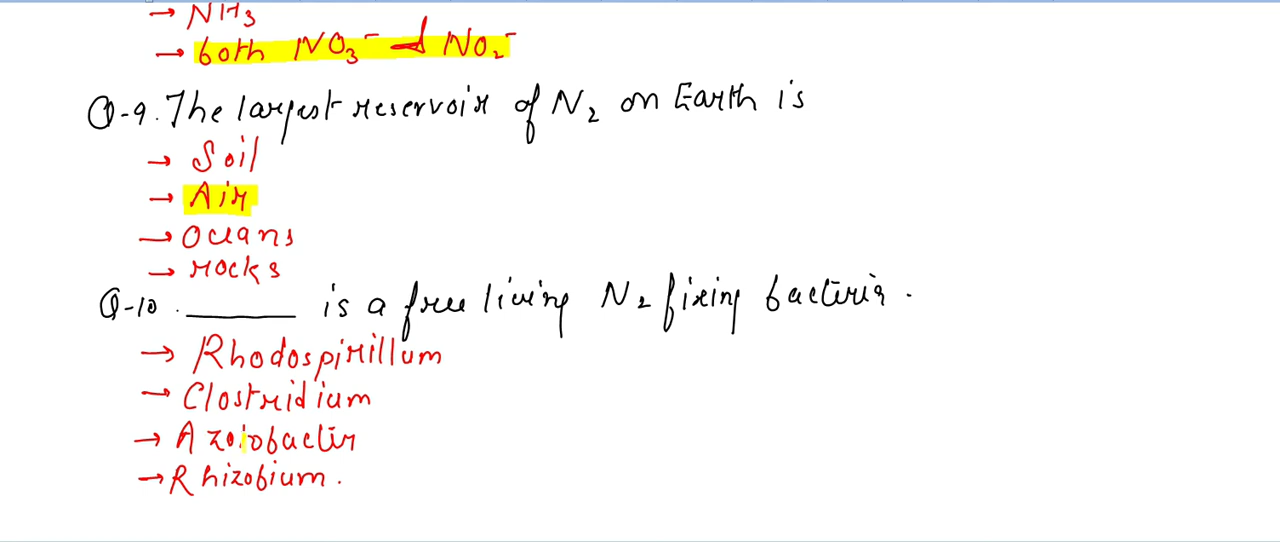 → NH3
→ both NO3⁻ & NO2⁻
Q-9. The largest reservoir of N2 on Earth is
→ Soil
→ Air
→ Oceans
→ rocks
Q-10. ______ is a free living N2 fixing bacteria.
→ Rhodospirillum
→ Clostridium
→ Azotobacter
→ Rhizobium.